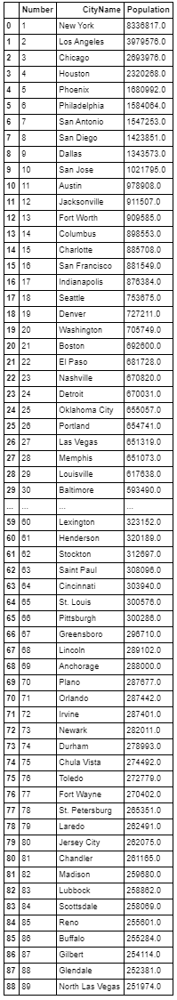 Number CityName Population
0 1 New York 8336817.0
1 2 Los Angeles 3979576.0
2 3 Chicago 2693976.0
3 4 Houston 2320268.0
4 5 Phoenix 1680992.0
5 6 Philadelphia 1584064.0
6 7 San Antonio 1547253.0
7 8 San Diego 1423851.0
8 9 Dallas 1343573.0
9 10 San Jose 1021795.0
10 11 Austin 978908.0
11 12 Jacksonville 911507.0
12 13 Fort Worth 909585.0
13 14 Columbus 898553.0
14 15 Charlotte 885708.0
15 16 San Francisco 881549.0
16 17 Indianapolis 876384.0
17 18 Seattle 753675.0
18 19 Denver 727211.0
19 20 Washington 705749.0
20 21 Boston 692600.0
21 22 El Paso 681728.0
22 23 Nashville 670820.0
23 24 Detroit 670031.0
24 25 Oklahoma City 655057.0
25 26 Portland 654741.0
26 27 Las Vegas 651319.0
27 28 Memphis 651073.0
28 29 Louisville 617638.0
29 30 Baltimore 593490.0
... ... ... ...
59 60 Lexington 323152.0
60 61 Henderson 320189.0
61 62 Stockton 312697.0
62 63 Saint Paul 308096.0
63 64 Cincinnati 303940.0
64 65 St. Louis 300576.0
65 66 Pittsburgh 300286.0
66 67 Greensboro 296710.0
67 68 Lincoln 289102.0
68 69 Anchorage 288000.0
69 70 Plano 287677.0
70 71 Orlando 287442.0
71 72 Irvine 287401.0
72 73 Newark 282011.0
73 74 Durham 278993.0
74 75 Chula Vista 274492.0
75 76 Toledo 272779.0
76 77 Fort Wayne 270402.0
77 78 St. Petersburg 265351.0
78 79 Laredo 262491.0
79 80 Jersey City 262075.0
80 81 Chandler 261165.0
81 82 Madison 259680.0
82 83 Lubbock 258862.0
83 84 Scottsdale 258069.0
84 85 Reno 255601.0
85 86 Buffalo 255284.0
86 87 Gilbert 254114.0
87 88 Glendale 252381.0
88 89 North Las Vegas 251974.0